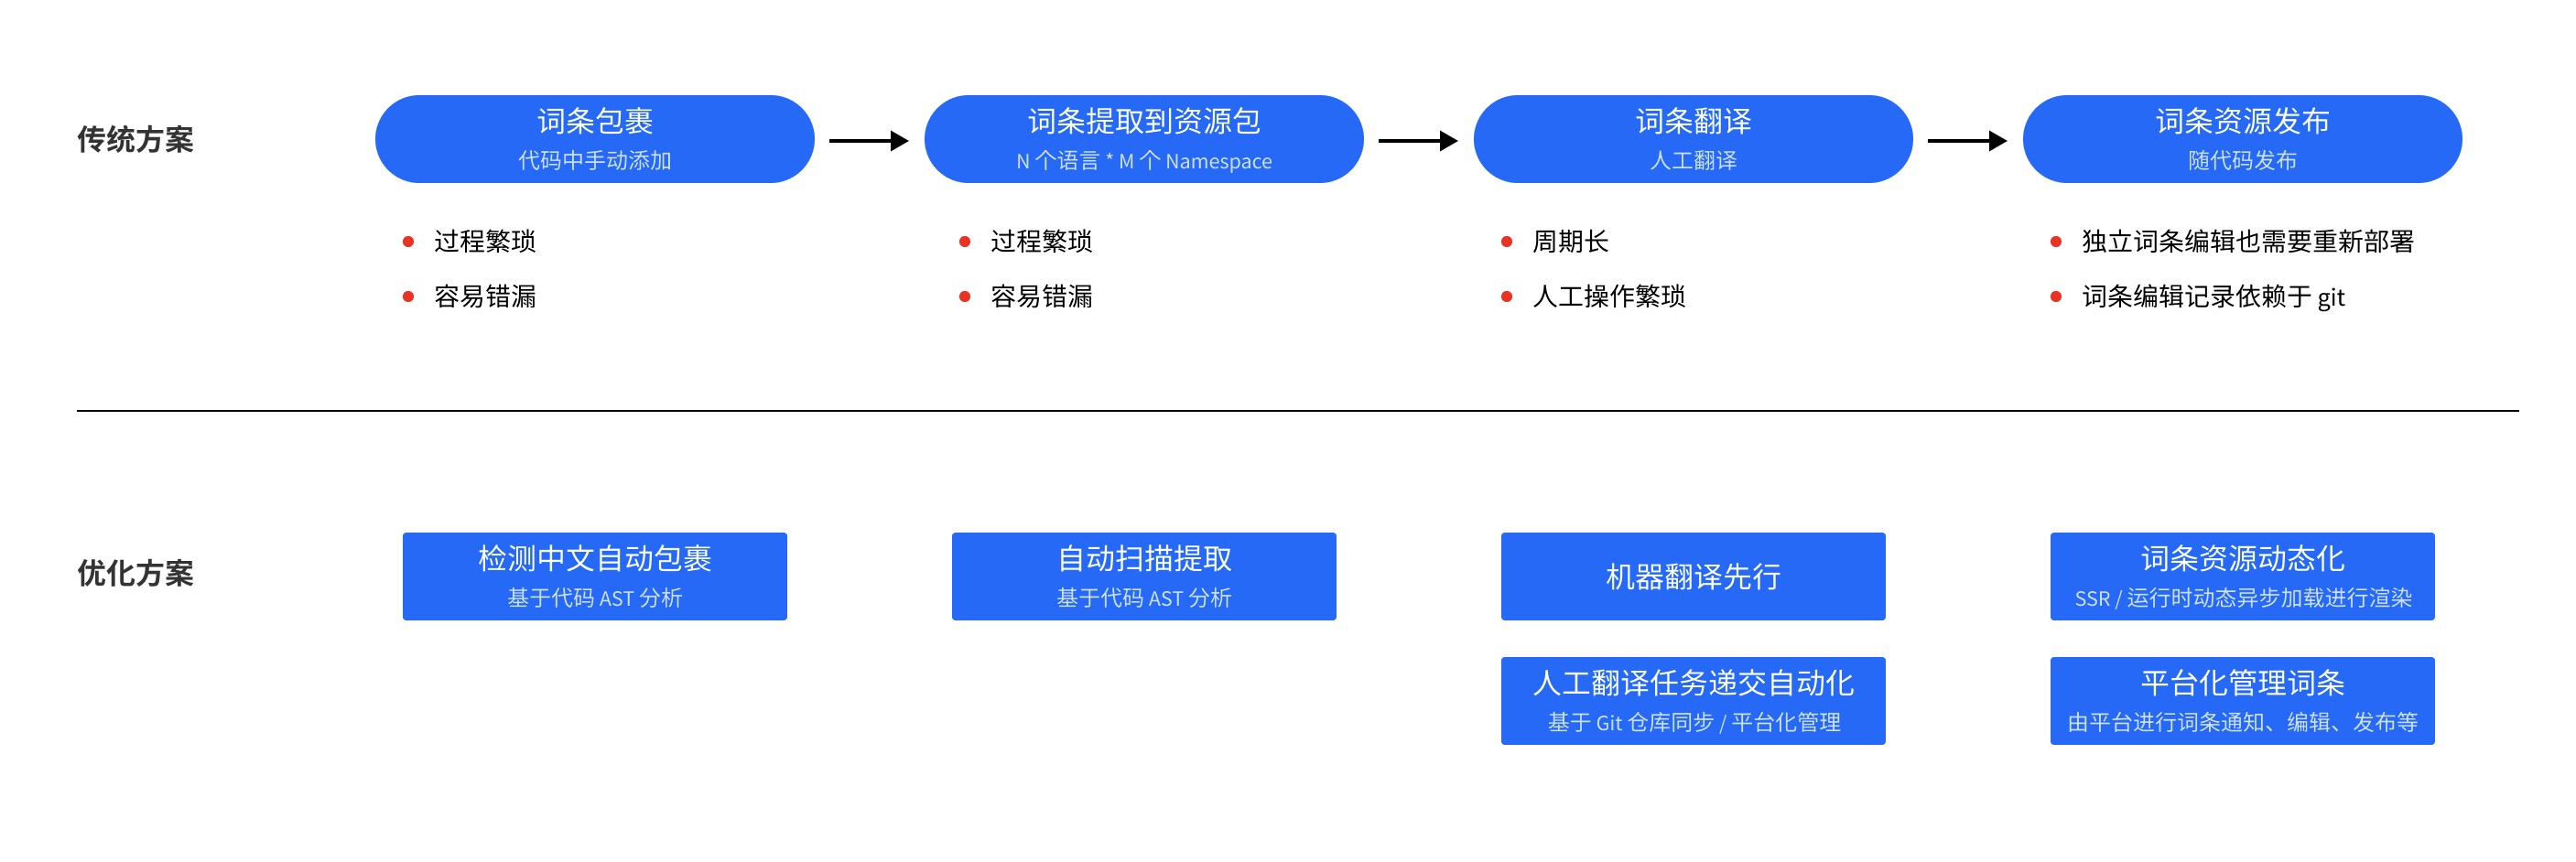 传统方案
词条包裹
代码中手动添加
词条提取到资源包
N 个语言 * M 个 Namespace
词条翻译
人工翻译
词条资源发布
随代码发布
过程繁琐
容易错漏
过程繁琐
容易错漏
周期长
人工操作繁琐
独立词条编辑也需要重新部署
词条编辑记录依赖于 git
优化方案
检测中文自动包裹
基于代码 AST 分析
自动扫描提取
基于代码 AST 分析
机器翻译先行
人工翻译任务递交自动化
基于 Git 仓库同步 / 平台化管理
词条资源动态化
SSR / 运行时动态异步加载进行渲染
平台化管理词条
由平台进行词条通知、编辑、发布等